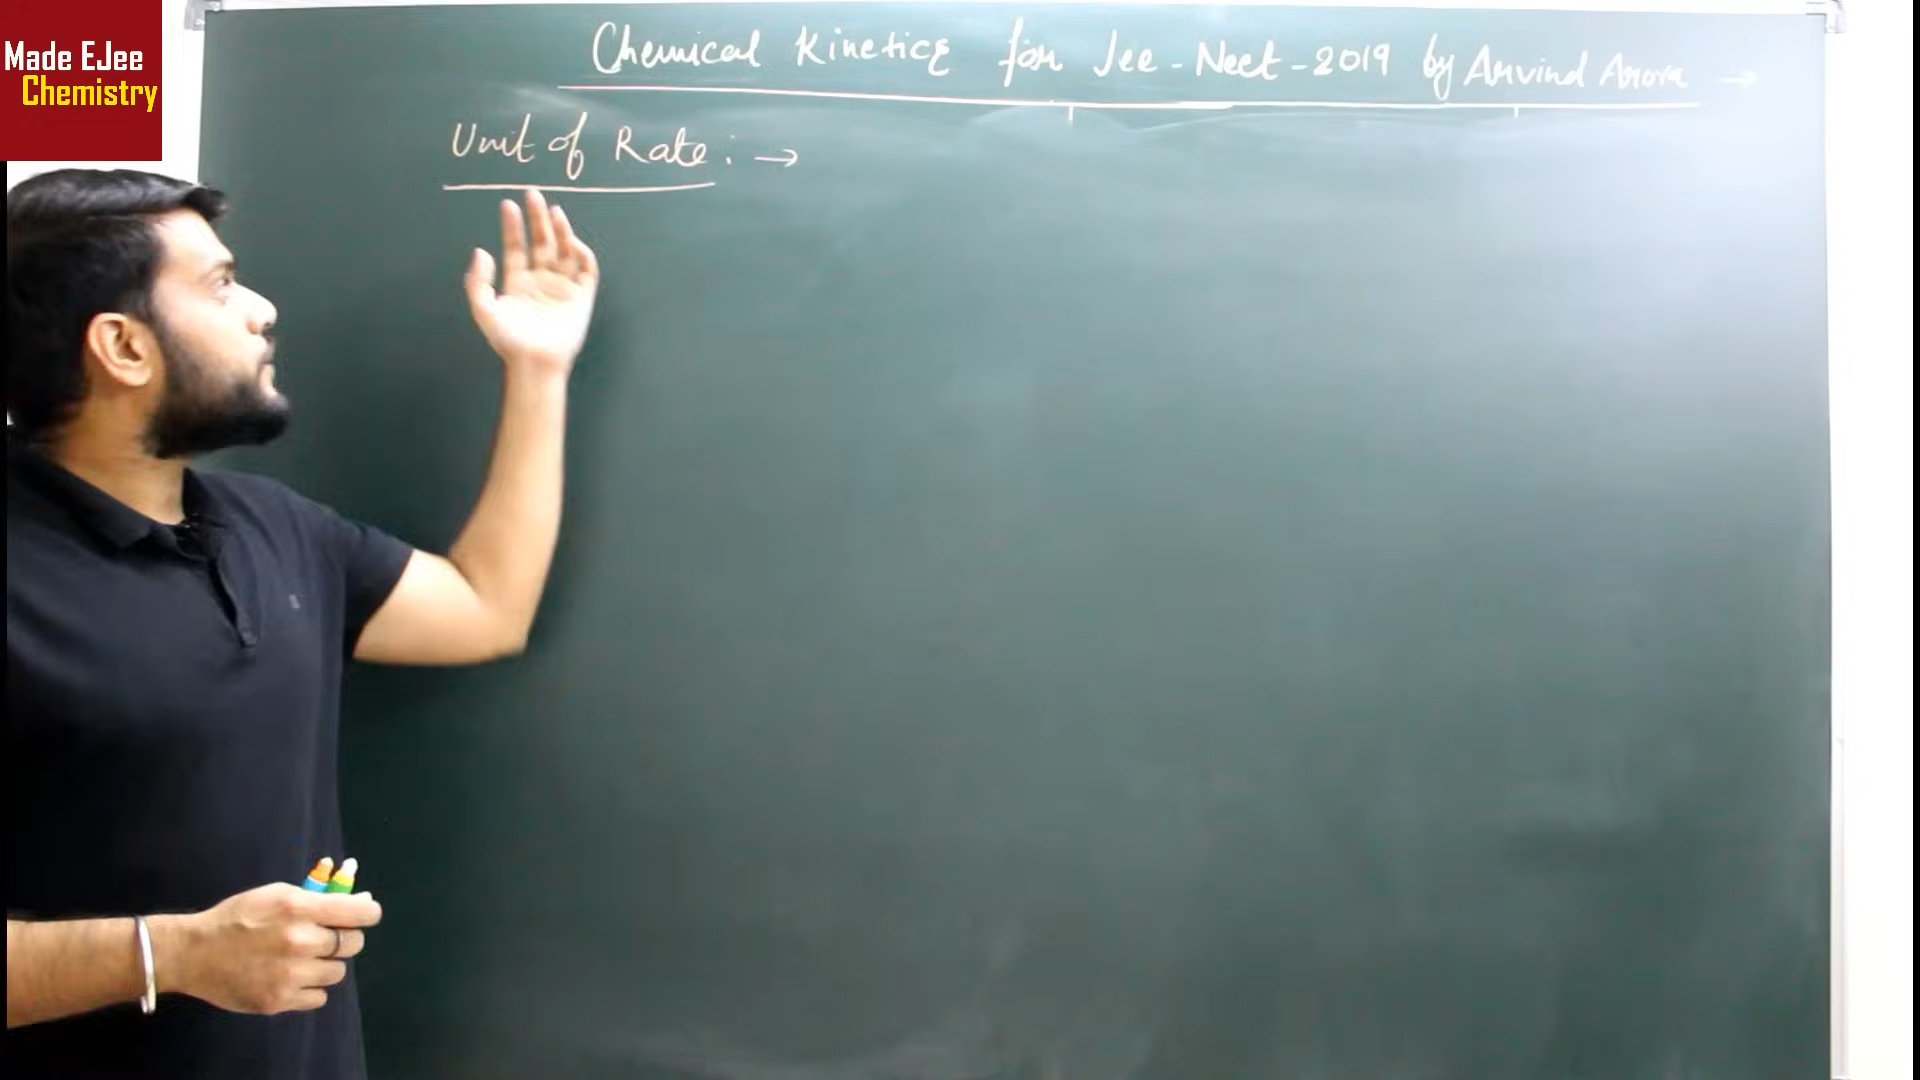 Made EJee
Chemistry
Chemical Kinetics for Jee - Neet - 2019 by Arvind Arora →
Unit of Rate : →